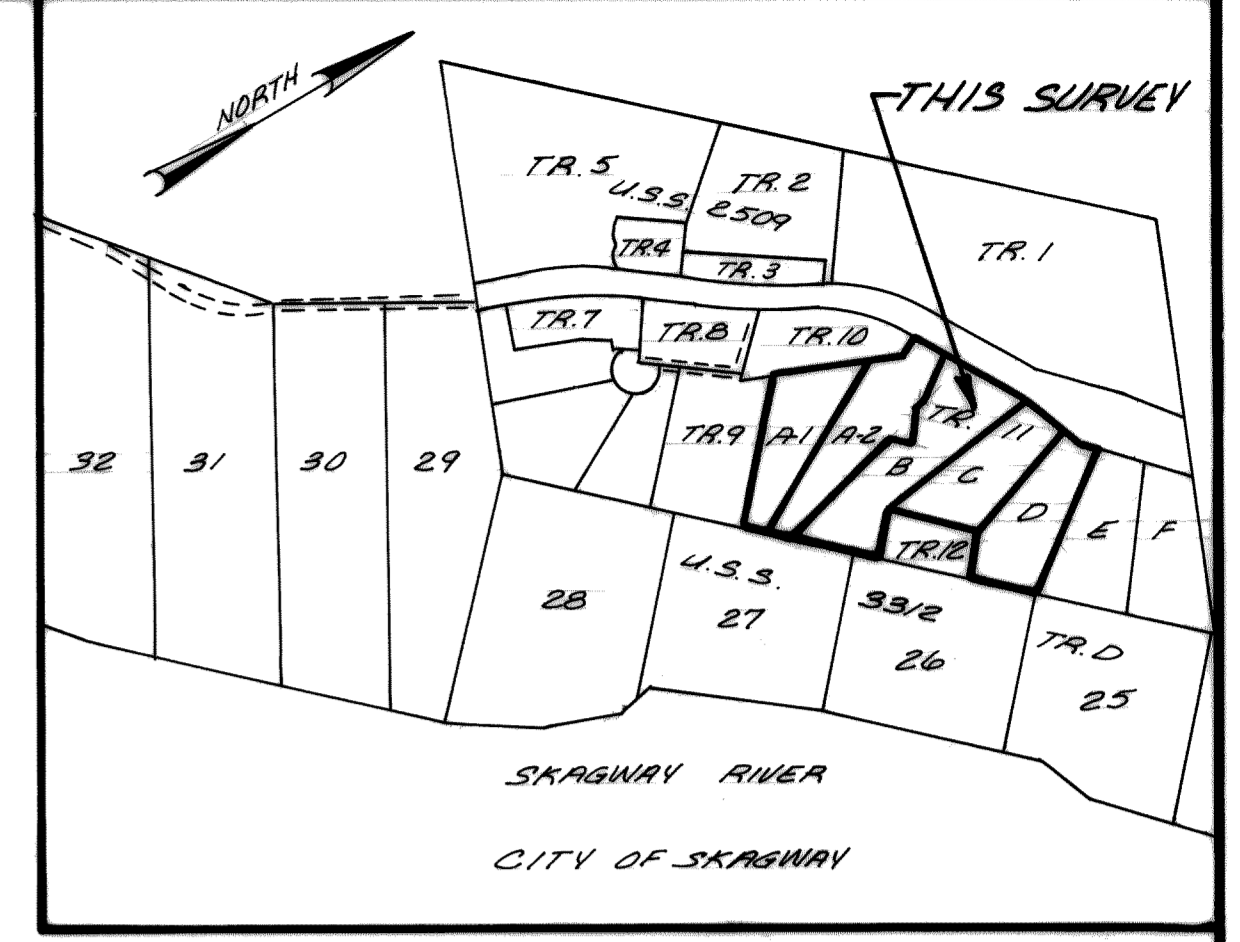 NORTH
THIS SURVEY
TR. 5
U.S.S. 2509
TR. 2
TR. 1
TR.4
TR. 3
TR. 7
TR.8
TR. 10
TR.9
A-1
A-2
TR. 11
B
C
D
E
F
TR.12
32
31
30
29
28
U.S.S. 3312
27
26
TR. D
25
SKAGWAY RIVER
CITY OF SKAGWAY